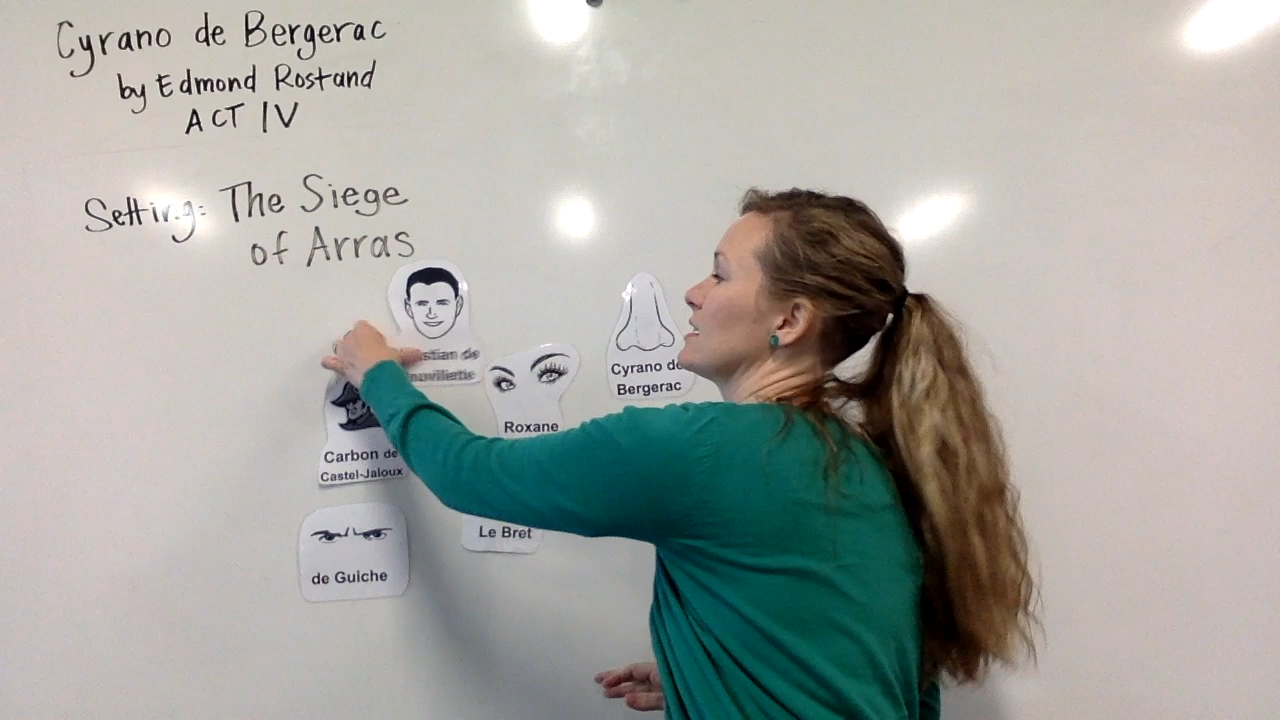 Cyrano de Bergerac
by Edmond Rostand
ACT IV
Setting: The Siege
of Arras
Cyrano de
Bergerac
Roxane
Carbon de
Castel-Jaloux
Le Bret
de Guiche